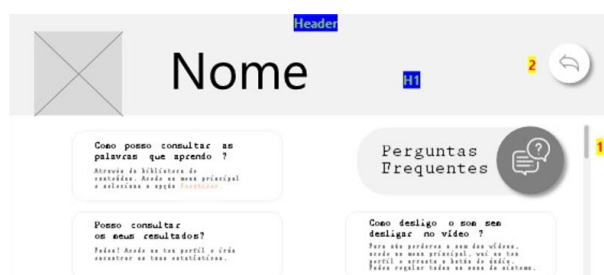 Header
Nome
H1
2
1
Como posso consultar as
palavras que aprendo ?
Através da biblioteca de
conteúdos. Acede ao menu principal
e seleciona a opção
Perguntas
Frequentes
Posso consultar
os meus resultados?
Podes! Acede ao teu perfil e irás
encontrar as tuas estatísticas.
Como desligo o som sem
desligar no vídeo ?
Para não perderes o som dos vídeos,
acede ao menu principal, vai ao teu
perfil e arrasta o botão do áudio.
Podes regular todos os sons do sistema.